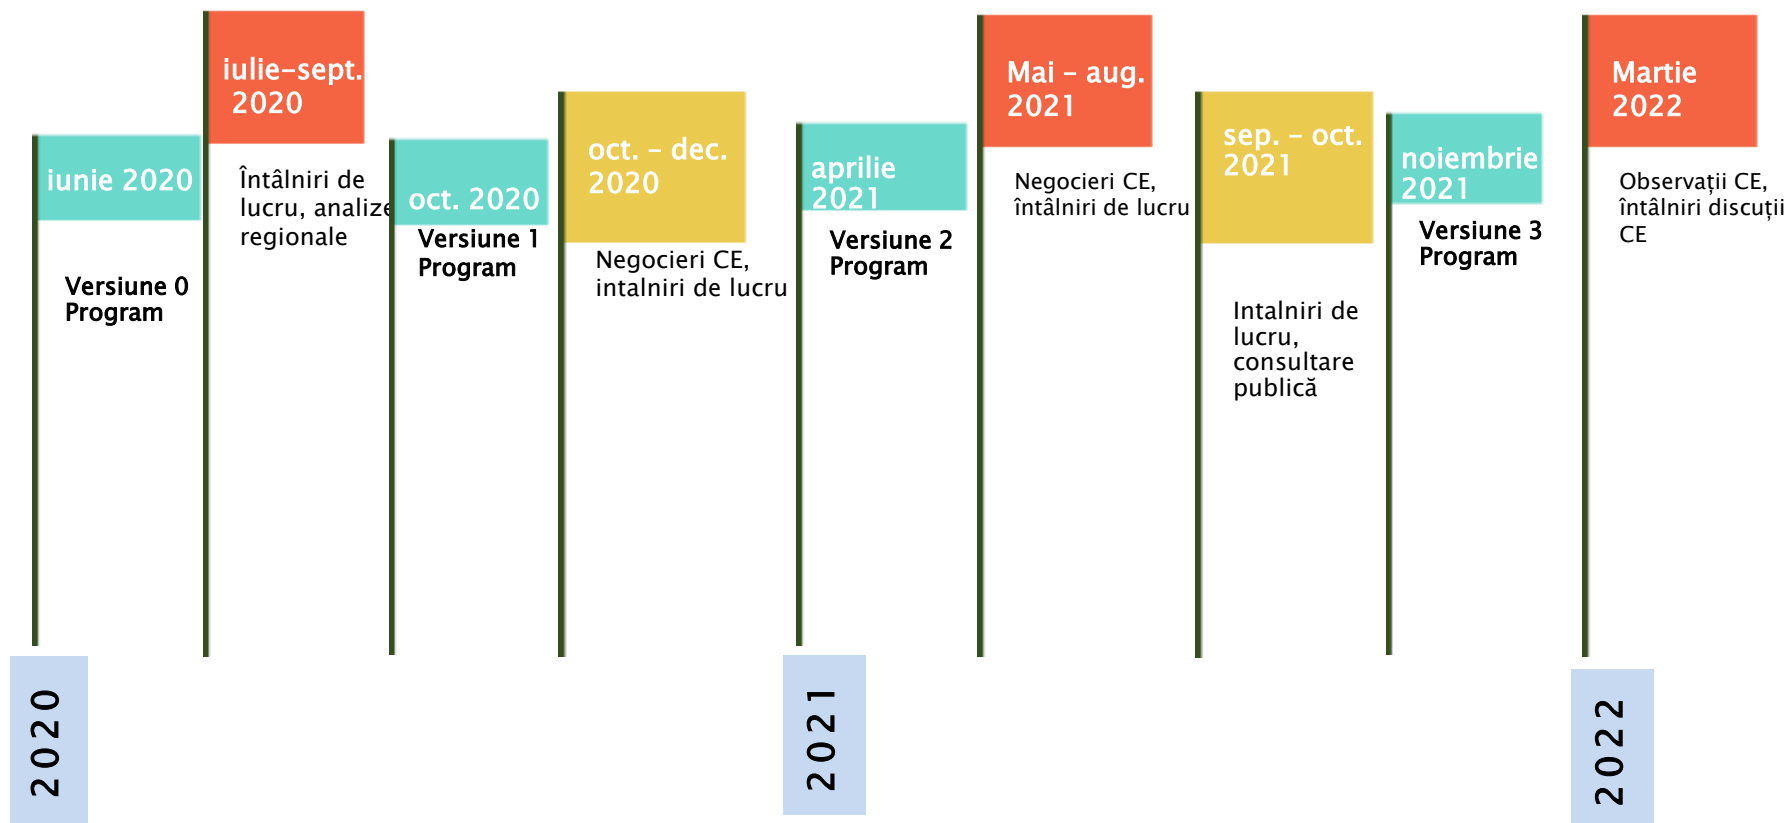 iunie 2020
Versiune 0
Program
iulie-sept.
2020
Întâlniri de
lucru, analize
regionale
oct. 2020
Versiune 1
Program
oct. – dec.
2020
Negocieri CE,
intalniri de lucru
aprilie
2021
Versiune 2
Program
Mai – aug.
2021
Negocieri CE,
întâlniri de lucru
sep. – oct.
2021
Intalniri de
lucru,
consultare
publică
noiembrie
2021
Versiune 3
Program
Martie
2022
Observații CE,
întâlniri discuții
CE
2020
2021
2022